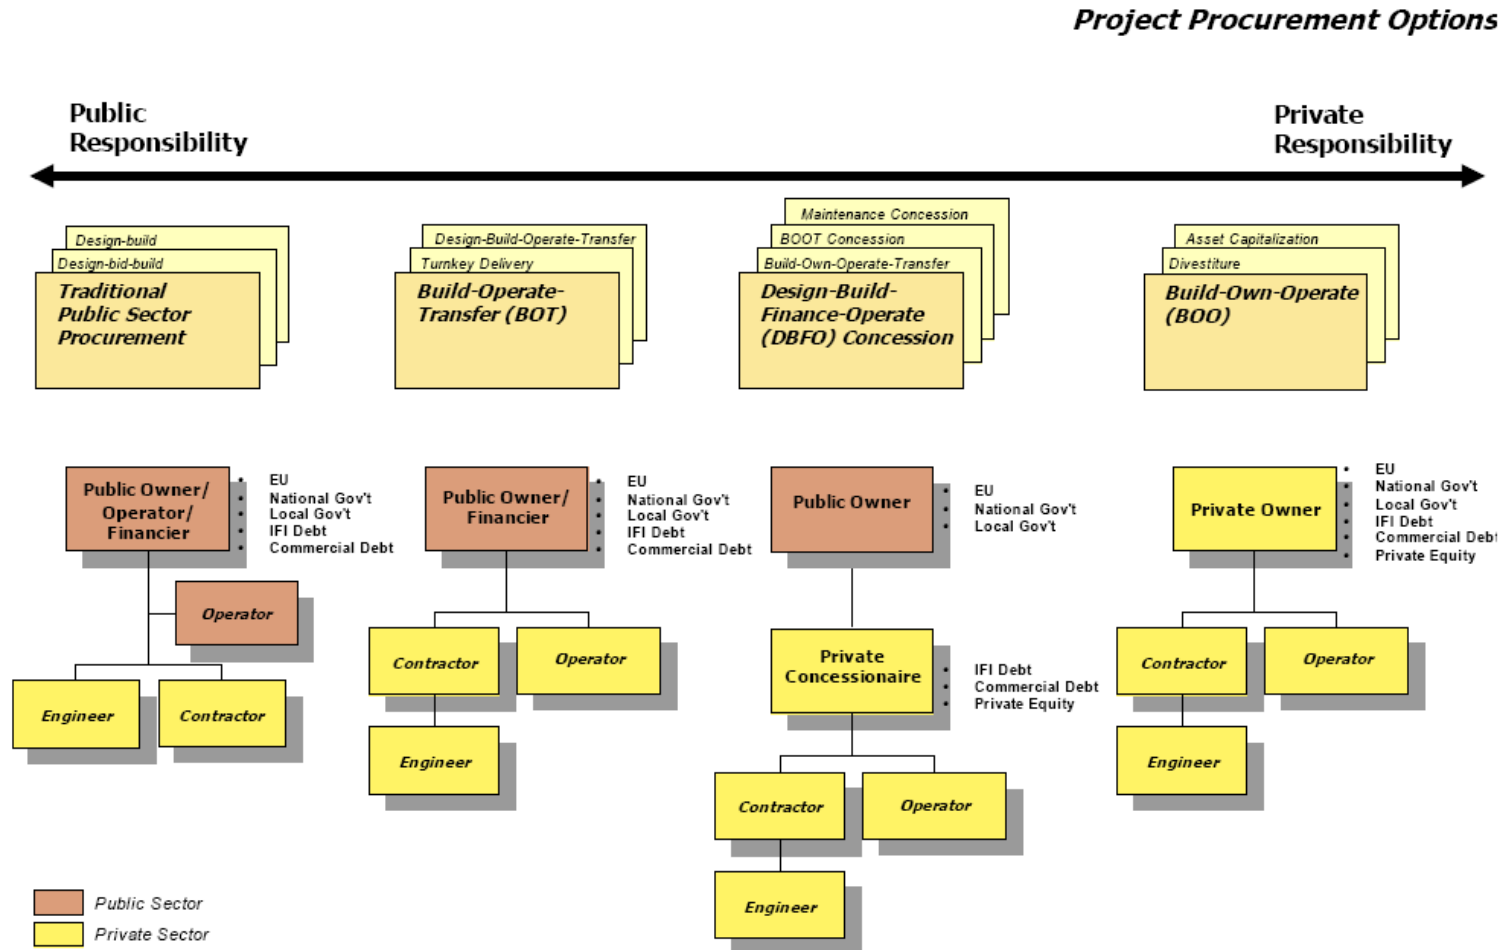 Project Procurement Options
Public
Responsibility
Private
Responsibility
Design-build
Design-bid-build
Traditional
Public Sector
Procurement
Design-Build-Operate-Transfer
Turnkey Delivery
Build-Operate-
Transfer (BOT)
Maintenance Concession
BOOT Concession
Build-Own-Operate-Transfer
Design-Build-
Finance-Operate
(DBFO) Concession
Asset Capitalization
Divestiture
Build-Own-Operate
(BOO)
Public Owner/
Operator/
Financier
• EU
• National Gov't
• Local Gov't
• IFI Debt
• Commercial Debt
Operator
Engineer
Contractor
Public Owner/
Financier
• EU
• National Gov't
• Local Gov't
• IFI Debt
• Commercial Debt
Contractor
Operator
Engineer
Public Owner
• EU
• National Gov't
• Local Gov't
Private
Concessionaire
• IFI Debt
• Commercial Debt
• Private Equity
Contractor
Operator
Engineer
Private Owner
• EU
• National Gov't
• Local Gov't
• IFI Debt
• Commercial Debt
• Private Equity
Contractor
Operator
Engineer
Public Sector
Private Sector